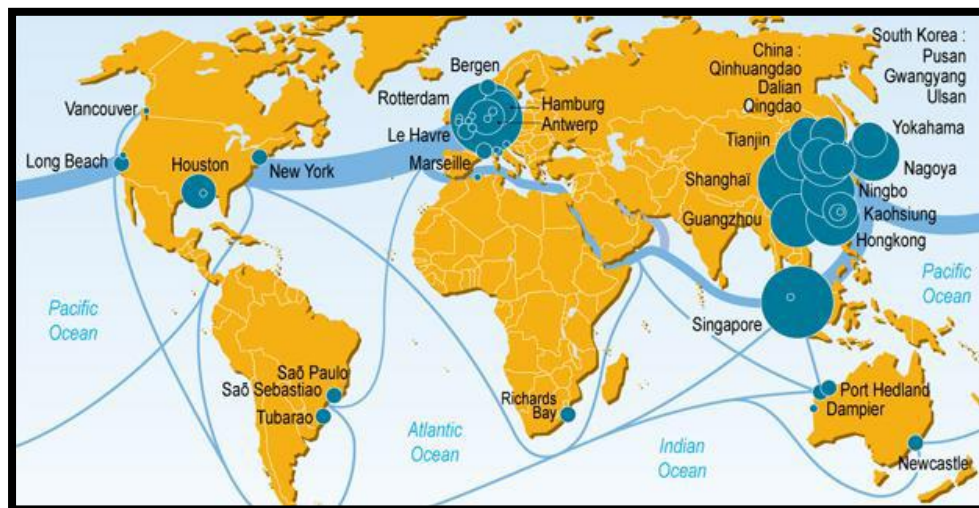 Vancouver
Long Beach
Houston
New York
Bergen
Rotterdam
Hamburg
Antwerp
Le Havre
Marseille
China :
Qinhuangdao
Dalian
Qingdao
Tianjin
South Korea :
Pusan
Gwangyang
Ulsan
Yokahama
Nagoya
Shanghaï
Ningbo
Kaohsiung
Guangzhou
Hongkong
Singapore
Pacific
Ocean
Pacific
Ocean
Saõ Paulo
Saõ Sebastiao
Tubarao
Richards
Bay
Port Hedland
Dampier
Atlantic
Ocean
Indian
Ocean
Newcastle